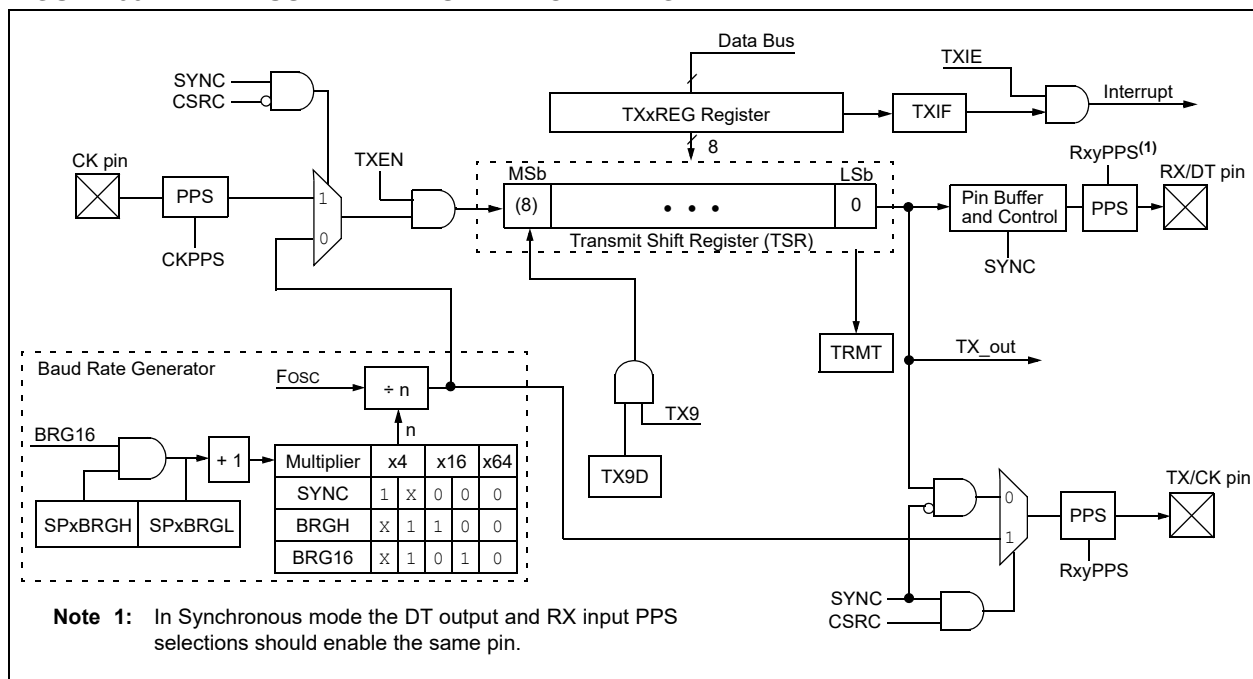 Data Bus
TXIE
SYNC
CSRC
Interrupt
TXxREG Register
TXIF
8
CK pin
TXEN
RxyPPS(1)
RX/DT pin
MSb
LSb
PPS
1
(8)
• • •
0
Pin Buffer
and Control
PPS
0
Transmit Shift Register (TSR)
CKPPS
SYNC
TRMT
Baud Rate Generator
FOSC
÷ n
TX_out
n
TX9
BRG16
+ 1
Multiplier x4 x16 x64
TX9D
TX/CK pin
SYNC 1 X 0 0 0
SPxBRGH SPxBRGL
BRGH X 1 1 0 0
BRG16 X 1 0 1 0
0
PPS
1
RxyPPS
SYNC
CSRC
Note 1: In Synchronous mode the DT output and RX input PPS
selections should enable the same pin.